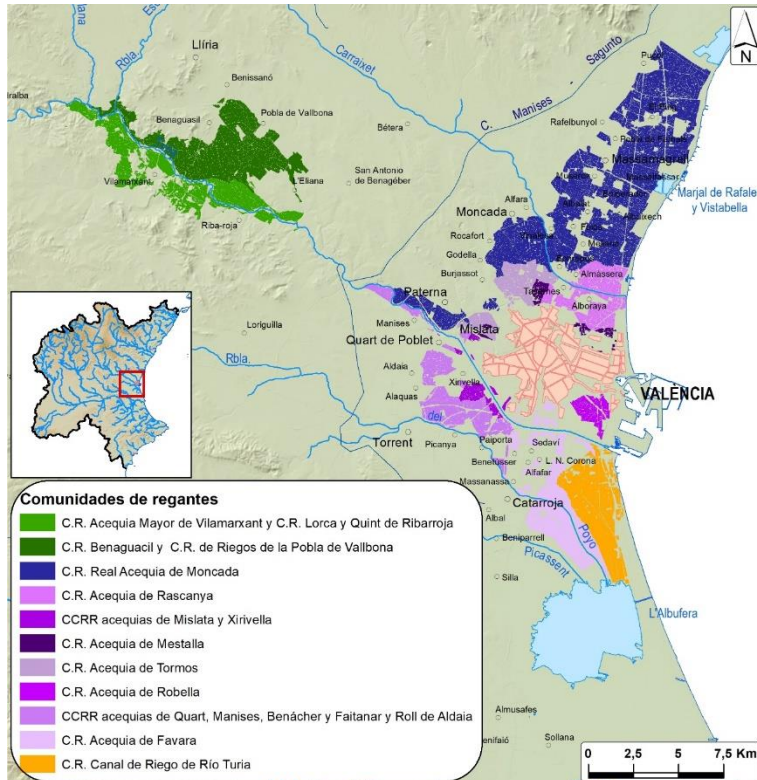 Rbla.
Llíria
Benissanó
Carraixet
Sagunto
Manises
C.
N
Rafelbunyol
Massamagrell
Benaguasil
Pobla de Vallbona
Bétera
San Antonio
de Benagéber
L'Eliana
Vilamarxant
Riba-roja
Marjal de Rafalell
y Vistabella
Alfara
Moncada
Rocafort
Godella
Burjassot
Almàssera
Alboraya
Paterna
Manises
Mislata
Quart de Poblet
Loriguilla
Rbla.
Aldaia
Xirivella
Alaquas
del
VALENCIA
Torrent
Picanya
Paiporta
Sedaví
Benetússer
L. N. Corona
Alfafar
Massanassa
Catarroja
Albal
Poyo
Beniparrell
Picassent
Silla
L'Albufera
Almusafes
Sollana
Comunidades de regantes
C.R. Acequia Mayor de Vilamarxant y C.R. Lorca y Quint de Ribarroja
C.R. Benaguacil y C.R. de Riegos de la Pobla de Vallbona
C.R. Real Acequia de Moncada
C.R. Acequia de Rascanya
CCRR acequias de Mislata y Xirivella
C.R. Acequia de Mestalla
C.R. Acequia de Tormos
C.R. Acequia de Robella
CCRR acequias de Quart, Manises, Benácher y Faitanar y Roll de Aldaia
C.R. Acequia de Favara
C.R. Canal de Riego de Río Turia
0 2,5 5 7,5 Km